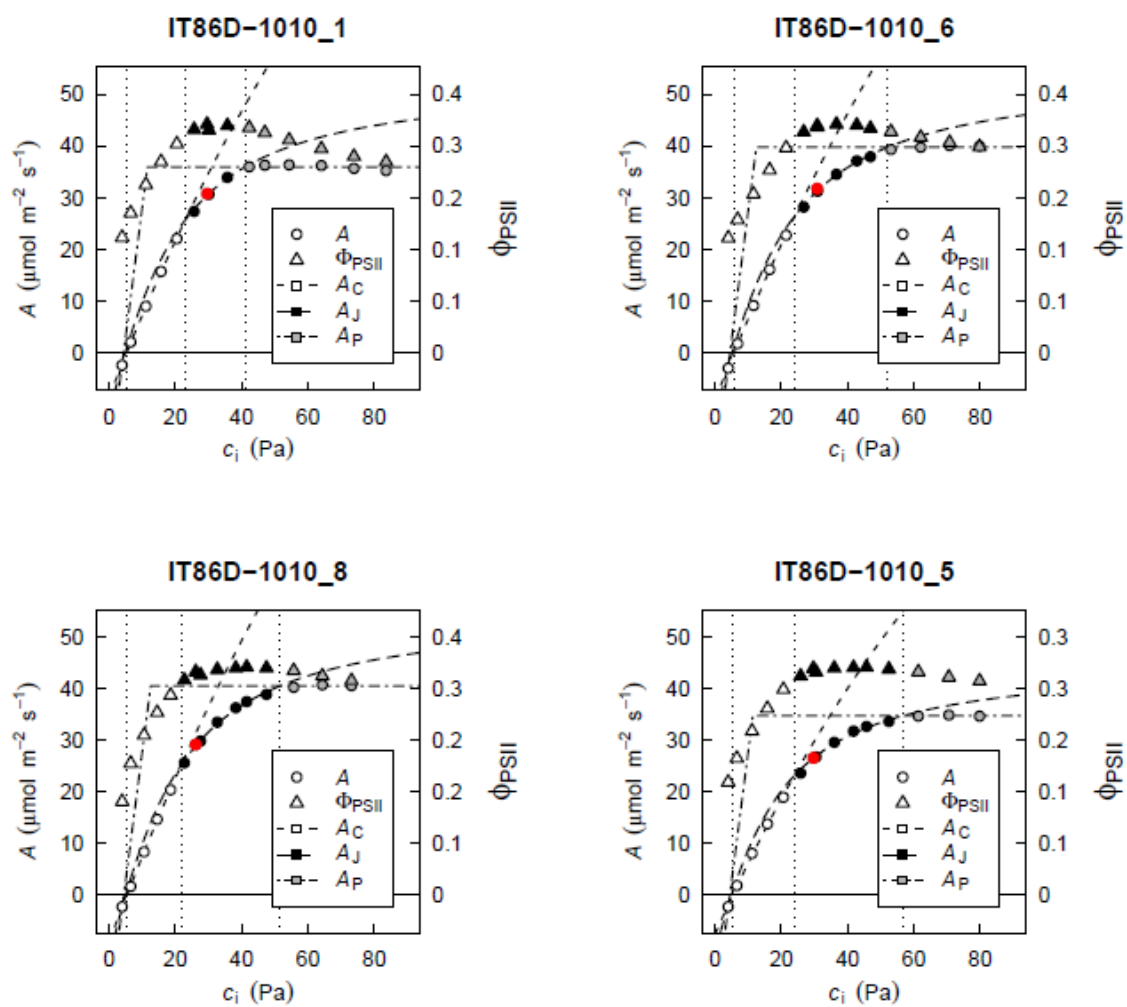 IT86D−1010_1
A (μmol m−2 s−1)
50
40
30
20
10
0
0.4
0.3
0.2
0.1
0.1
0
ϕPSII
A
ΦPSII
AC
AJ
AP
0 20 40 60 80
ci (Pa)
IT86D−1010_6
A (μmol m−2 s−1)
50
40
30
20
10
0
0.4
0.3
0.2
0.1
0.1
0
ϕPSII
A
ΦPSII
AC
AJ
AP
0 20 40 60 80
ci (Pa)
IT86D−1010_8
A (μmol m−2 s−1)
50
40
30
20
10
0
0.4
0.3
0.2
0.2
0.1
0
ϕPSII
A
ΦPSII
AC
AJ
AP
0 20 40 60 80
ci (Pa)
IT86D−1010_5
A (μmol m−2 s−1)
50
40
30
20
10
0
0.3
0.3
0.2
0.1
0.1
0
ϕPSII
A
ΦPSII
AC
AJ
AP
0 20 40 60 80
ci (Pa)